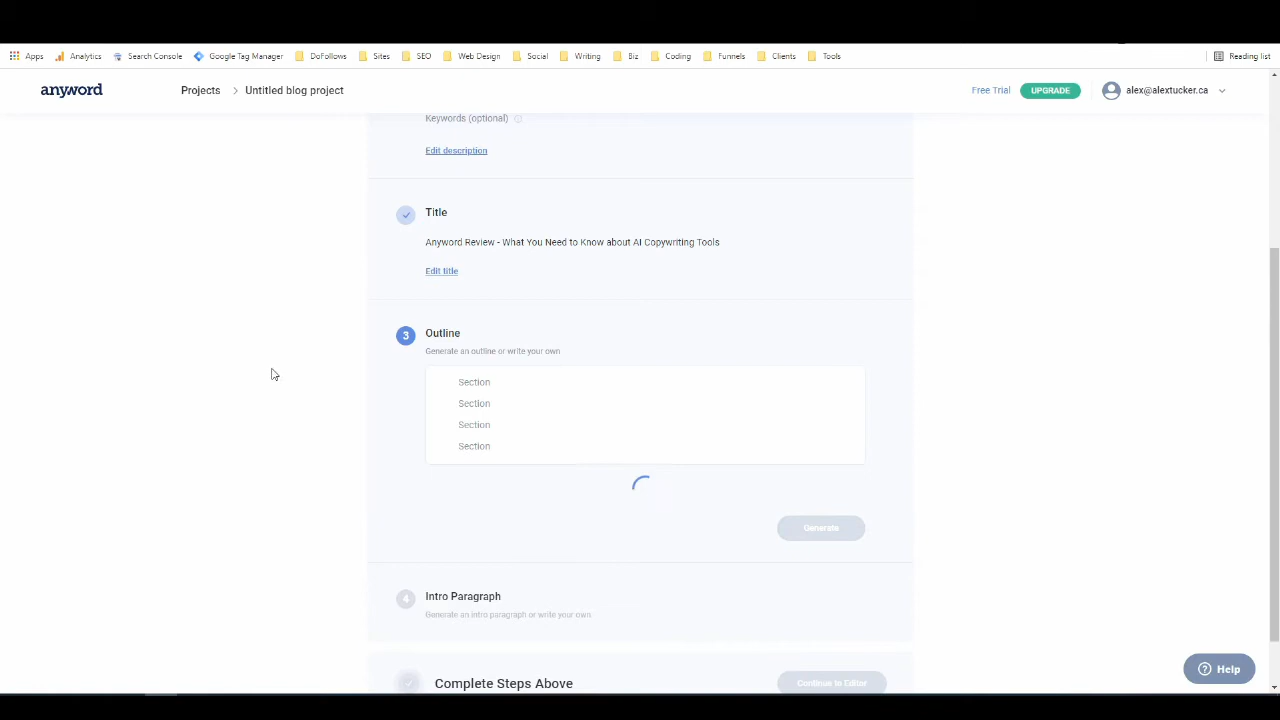 Apps Analytics Search Console Google Tag Manager DoFollows Sites SEO Web Design Social Writing Biz Coding Funnels Clients Tools Reading list
anyword Projects > Untitled blog project Free Trial UPGRADE alex@alextucker.ca
Keywords (optional)
Edit description
Title
Anyword Review - What You Need to Know about AI Copywriting Tools
Edit title
3 Outline
Generate an outline or write your own
Section
Section
Section
Section
Generate
4 Intro Paragraph
Generate an intro paragraph or write your own
Help
Complete Steps Above Continue to Editor